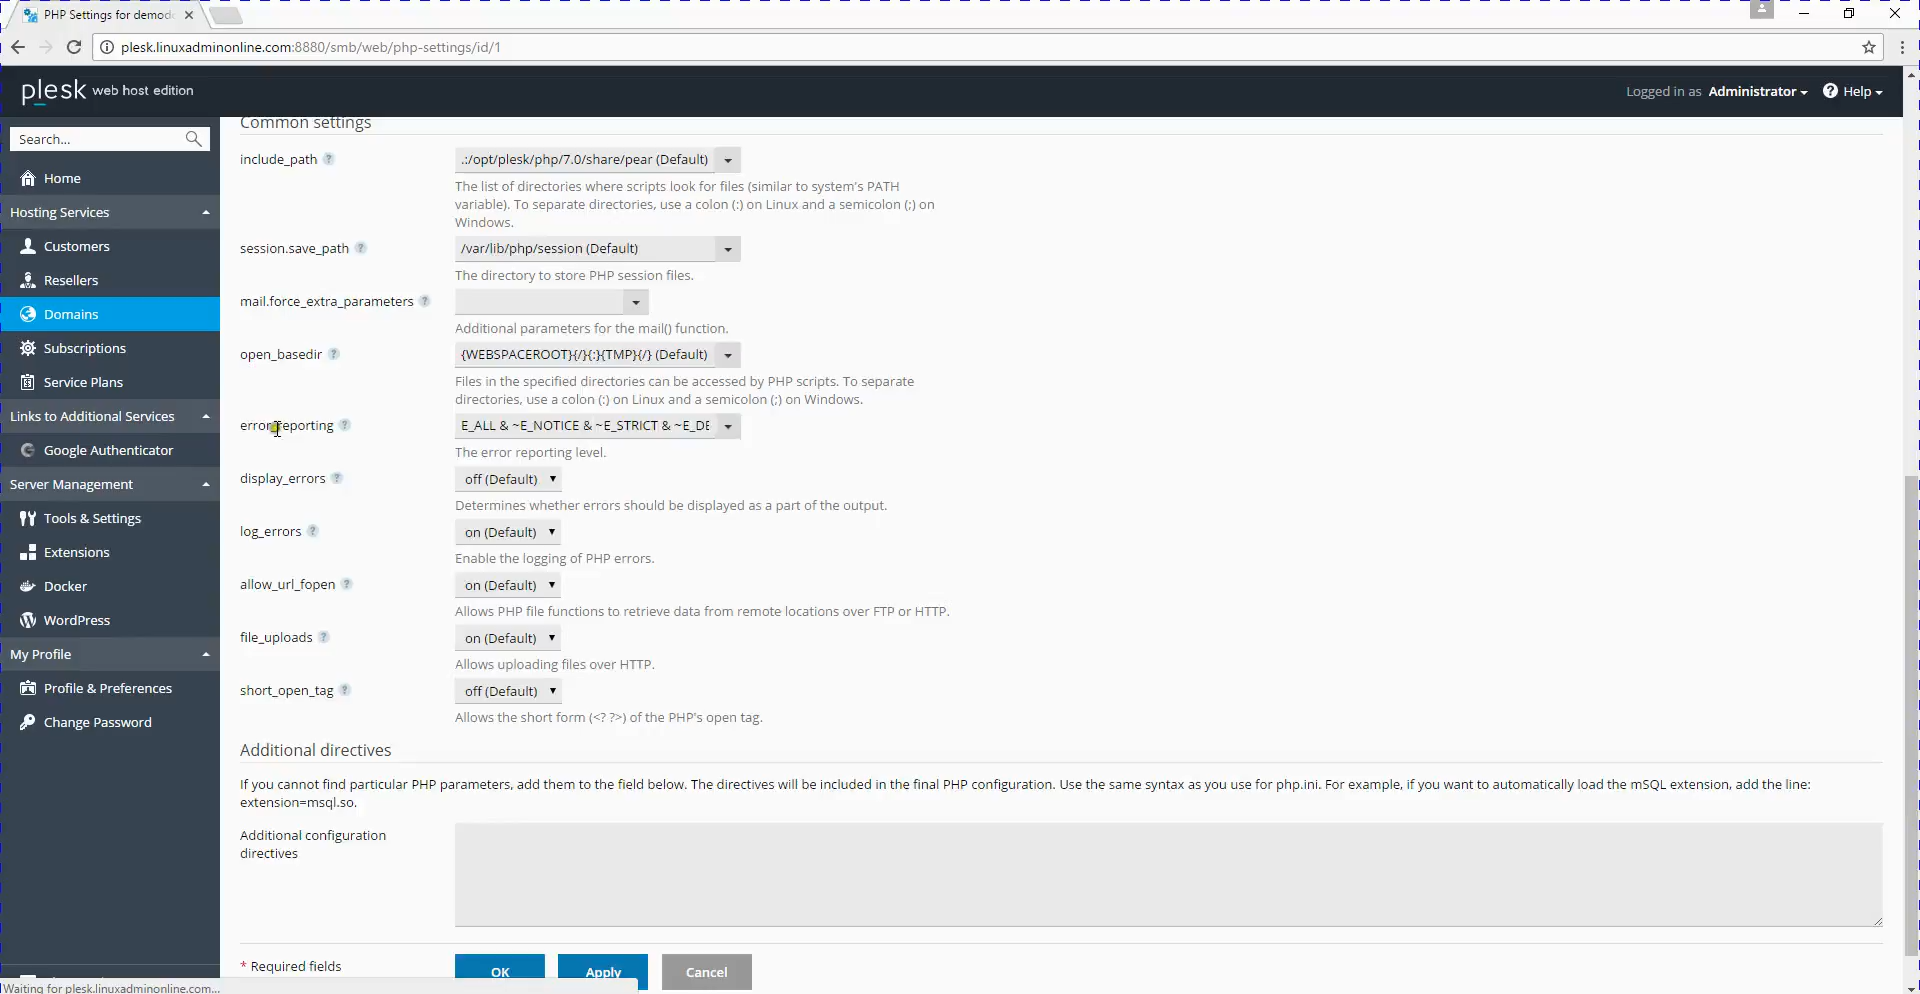 PHP Settings for demod
plesk.linuxadminonline.com:8880/smb/web/php-settings/id/1
plesk web host edition
Logged in as Administrator
Help
Search...
Home
Hosting Services
Customers
Resellers
Domains
Subscriptions
Service Plans
Links to Additional Services
Google Authenticator
Server Management
Tools & Settings
Extensions
Docker
WordPress
My Profile
Profile & Preferences
Change Password
Common settings
include_path ?
.:/opt/plesk/php/7.0/share/pear (Default)
The list of directories where scripts look for files (similar to system's PATH
variable). To separate directories, use a colon (:) on Linux and a semicolon (;) on
Windows.
session.save_path ?
/var/lib/php/session (Default)
The directory to store PHP session files.
mail.force_extra_parameters ?
Additional parameters for the mail() function.
open_basedir ?
{WEBSPACEROOT}{/}{:}{TMP}{/} (Default)
Files in the specified directories can be accessed by PHP scripts. To separate
directories, use a colon (:) on Linux and a semicolon (;) on Windows.
error_reporting ?
E_ALL & ~E_NOTICE & ~E_STRICT & ~E_DE
The error reporting level.
display_errors ?
off (Default)
Determines whether errors should be displayed as a part of the output.
log_errors ?
on (Default)
Enable the logging of PHP errors.
allow_url_fopen ?
on (Default)
Allows PHP file functions to retrieve data from remote locations over FTP or HTTP.
file_uploads ?
on (Default)
Allows uploading files over HTTP.
short_open_tag ?
off (Default)
Allows the short form (<? ?>) of the PHP's open tag.
Additional directives
If you cannot find particular PHP parameters, add them to the field below. The directives will be included in the final PHP configuration. Use the same syntax as you use for php.ini. For example, if you want to automatically load the mSQL extension, add the line:
extension=msql.so.
Additional configuration
directives
* Required fields
OK
Apply
Cancel
Waiting for plesk.linuxadminonline.com...